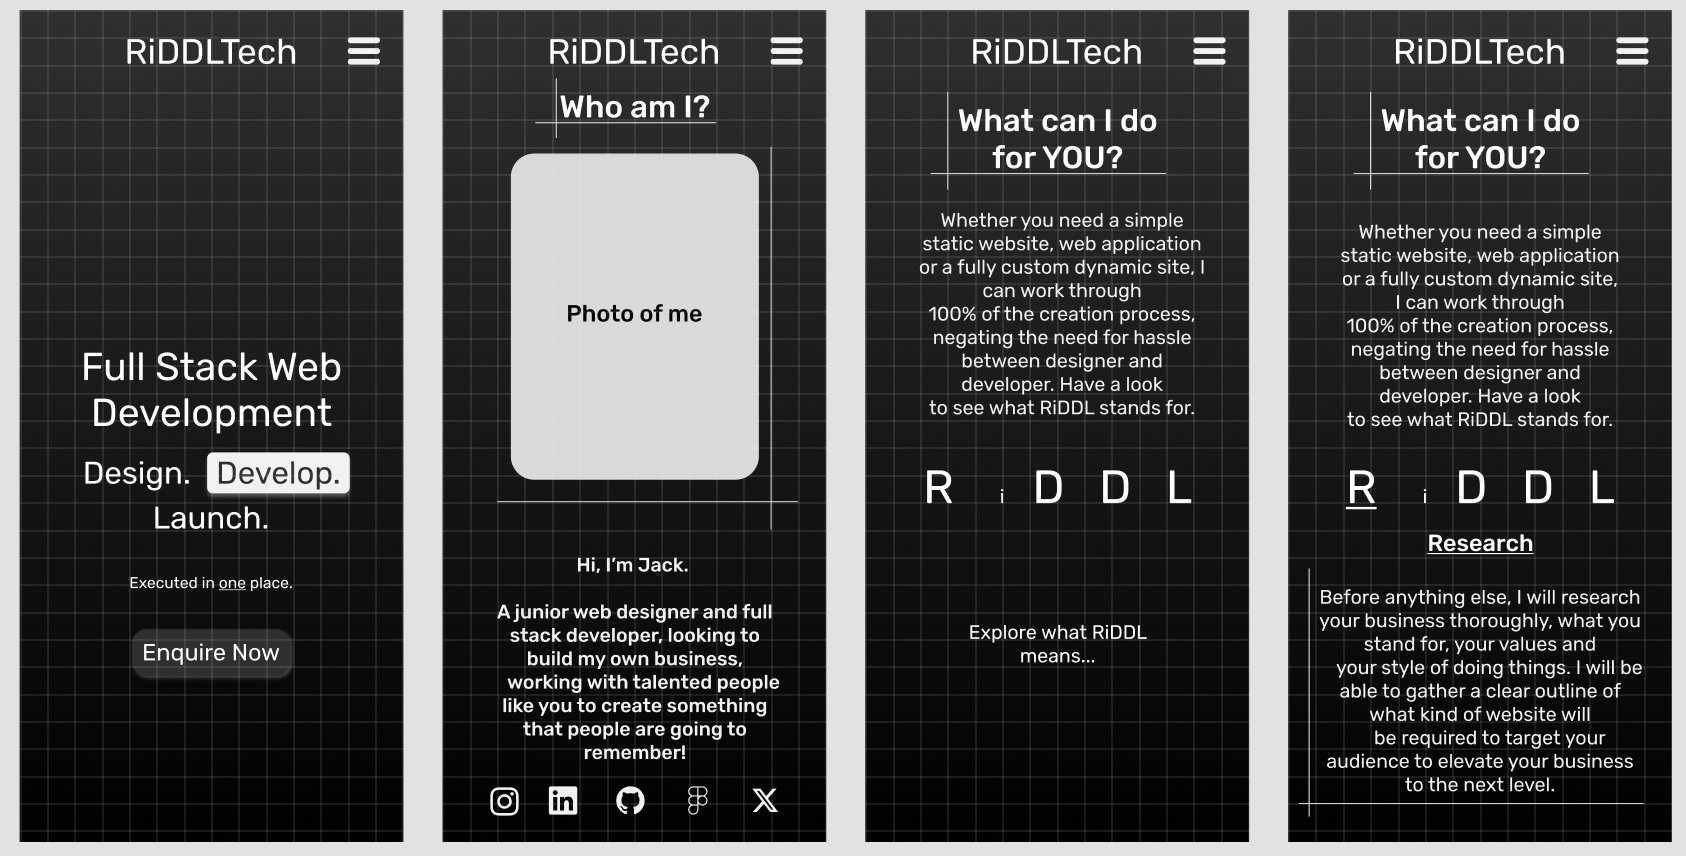 RiDDLTech
Full Stack Web
Development
Design. Develop.
Launch.
Executed in one place.
Enquire Now
RiDDLTech
Who am I?
Photo of me
Hi, I'm Jack.
A junior web designer and full
stack developer, looking to
build my own business,
working with talented people
like you to create something
that people are going to
remember!
in
RiDDLTech
What can I do
for YOU?
Whether you need a simple
static website, web application
or a fully custom dynamic site, I
can work through
100% of the creation process,
negating the need for hassle
between designer and
developer. Have a look
to see what RiDDL stands for.
R i D D L
Explore what RiDDL
means...
RiDDLTech
What can I do
for YOU?
Whether you need a simple
static website, web application
or a fully custom dynamic site,
I can work through
100% of the creation process,
negating the need for hassle
between designer and
developer. Have a look
to see what RiDDL stands for.
R i D D L
Research
Before anything else, I will research
your business thoroughly, what you
stand for, your values and
your style of doing things. I will be
able to gather a clear outline of
what kind of website will
be required to target your
audience to elevate your business
to the next level.